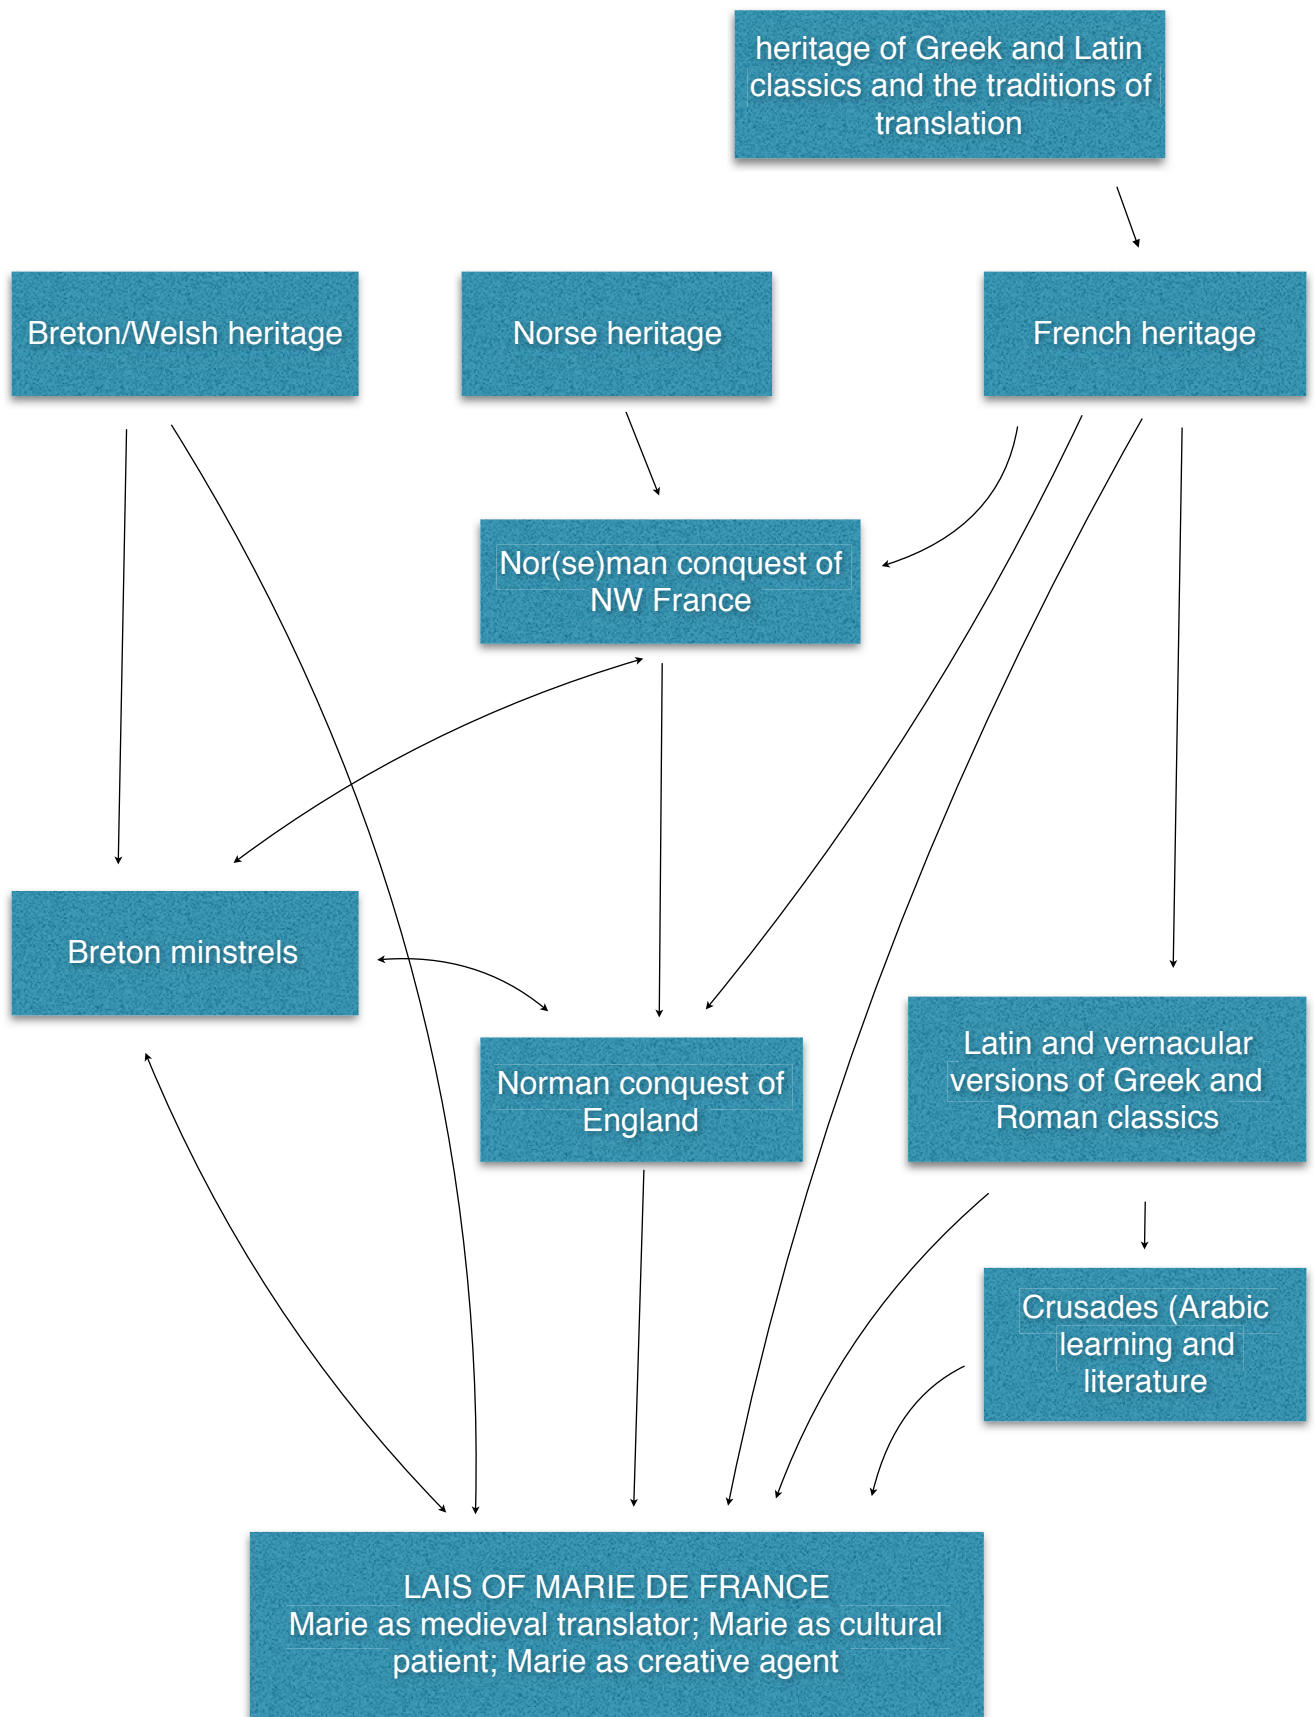 heritage of Greek and Latin
classics and the traditions of
translation
Breton/Welsh heritage
Norse heritage
French heritage
Nor(se)man conquest of
NW France
Breton minstrels
Norman conquest of
England
Latin and vernacular
versions of Greek and
Roman classics
Crusades (Arabic
learning and
literature
LAIS OF MARIE DE FRANCE
Marie as medieval translator; Marie as cultural
patient; Marie as creative agent